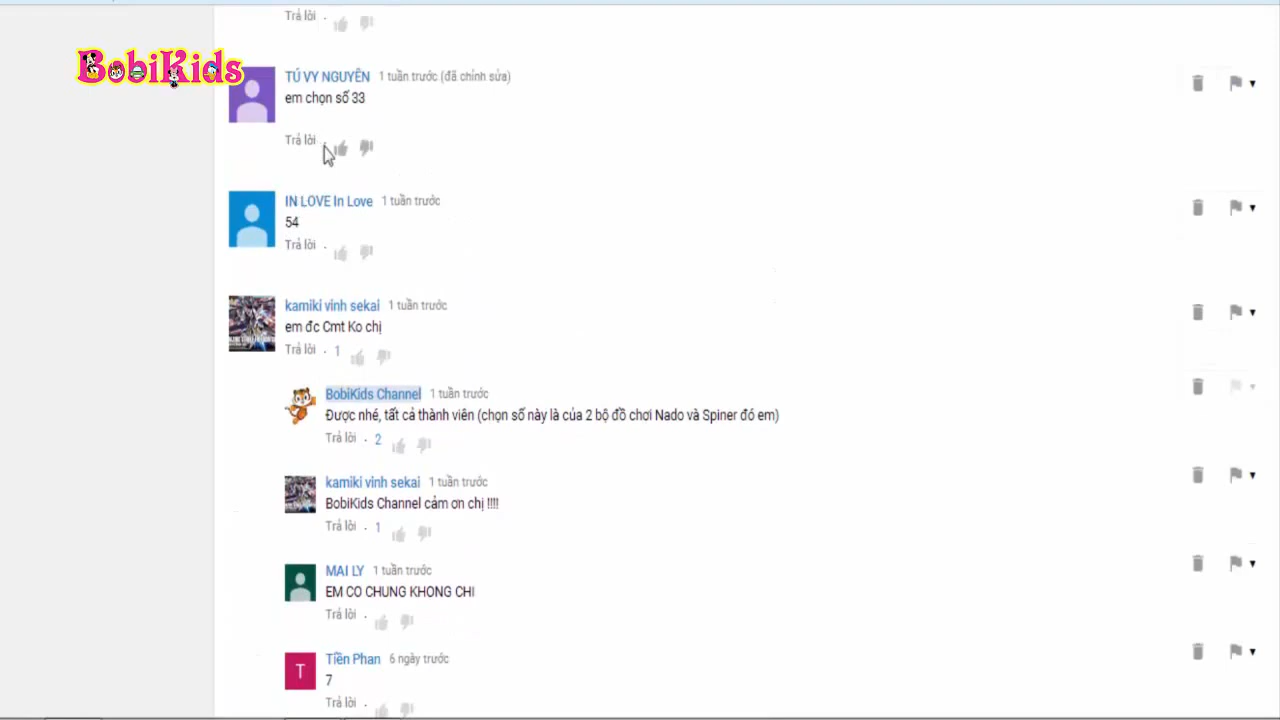 Trả lời .
BobiKids
TÚ VY NGUYÊN 1 tuần trước (đã chỉnh sửa)
em chọn số 33
Trả lời .
IN LOVE In Love 1 tuần trước
54
Trả lời .
kamiki vinh sekai 1 tuần trước
em đc Cmt Ko chị
Trả lời . 1
BobiKids Channel 1 tuần trước
Được nhé, tất cả thành viên (chọn số này là của 2 bộ đồ chơi Nado và Spiner đó em)
Trả lời . 2
kamiki vinh sekai 1 tuần trước
BobiKids Channel cảm ơn chị !!!!
Trả lời . 1
MAI LY 1 tuần trước
EM CO CHUNG KHONG CHI
Trả lời .
T
Tiền Phan 6 ngày trước
7
Trả lời .